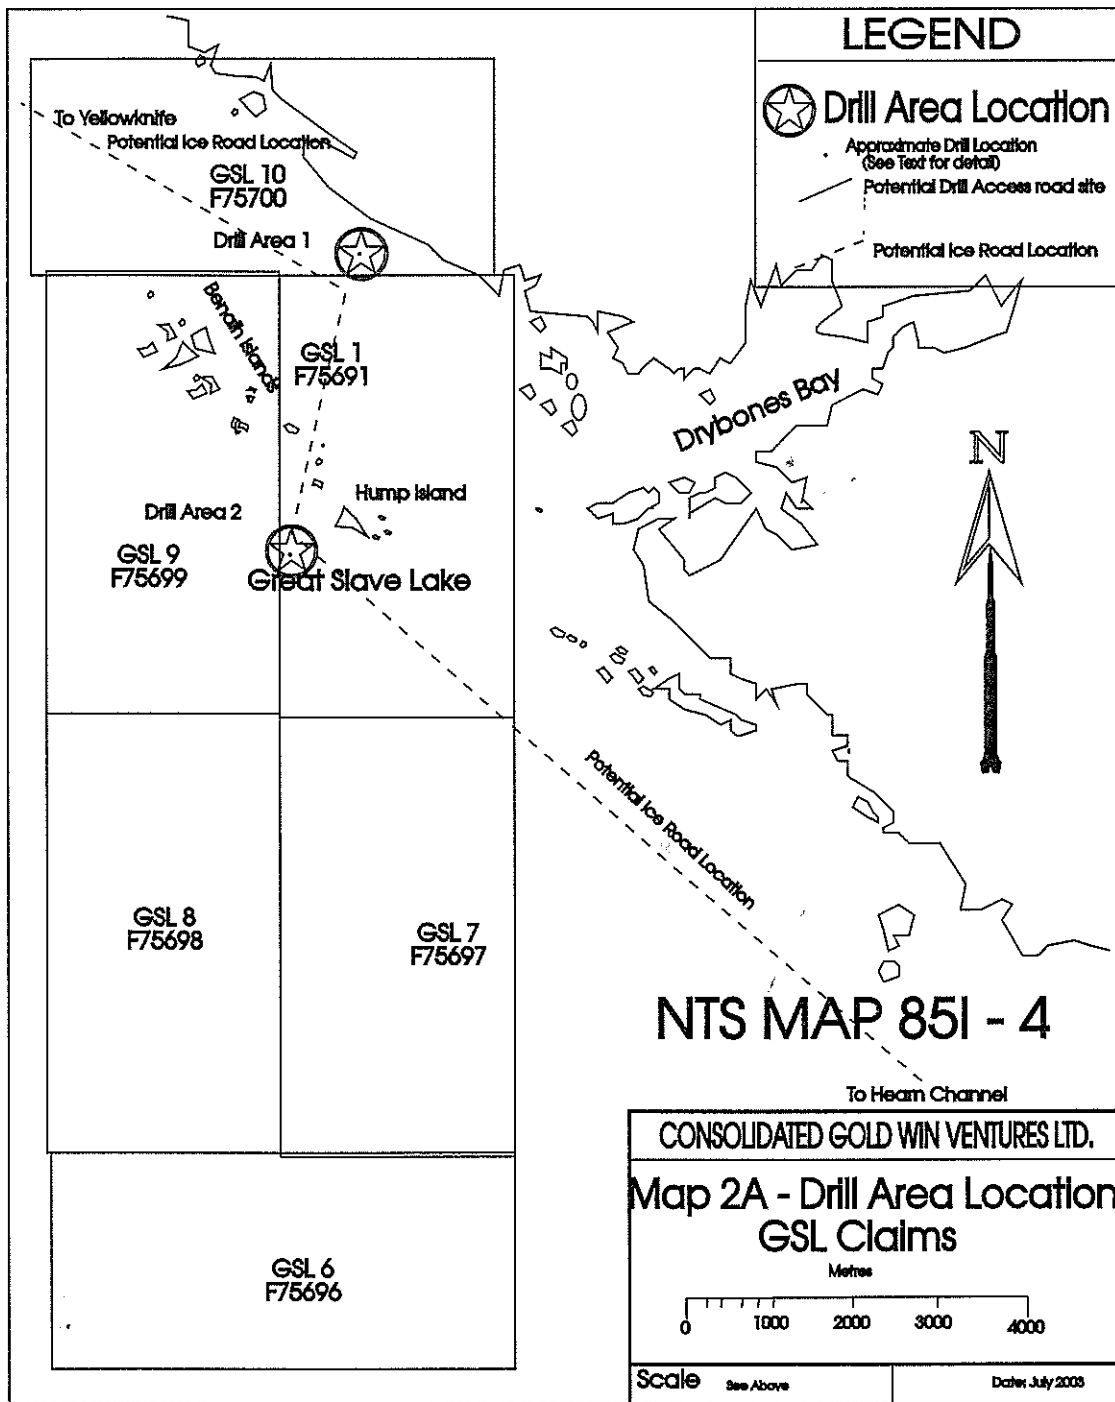 LEGEND
Drill Area Location
Approximate Drill Location
(See Text for detail)
Potential Drill Access road site
Potential Ice Road Location
To Yellowknife
Potential Ice Road Location
GSL 10
F75700
Drill Area 1
Benaith Islands
GSL 1
F75691
Drybones Bay
N
Hump Island
Drill Area 2
GSL 9
F75699
Great Slave Lake
Potential Ice Road Location
GSL 8
F75698
GSL 7
F75697
NTS MAP 85I - 4
To Hearn Channel
GSL 6
F75696
CONSOLIDATED GOLD WIN VENTURES LTD.
Map 2A - Drill Area Location
GSL Claims
Metres
0 1000 2000 3000 4000
Scale See Above Date: July 2003